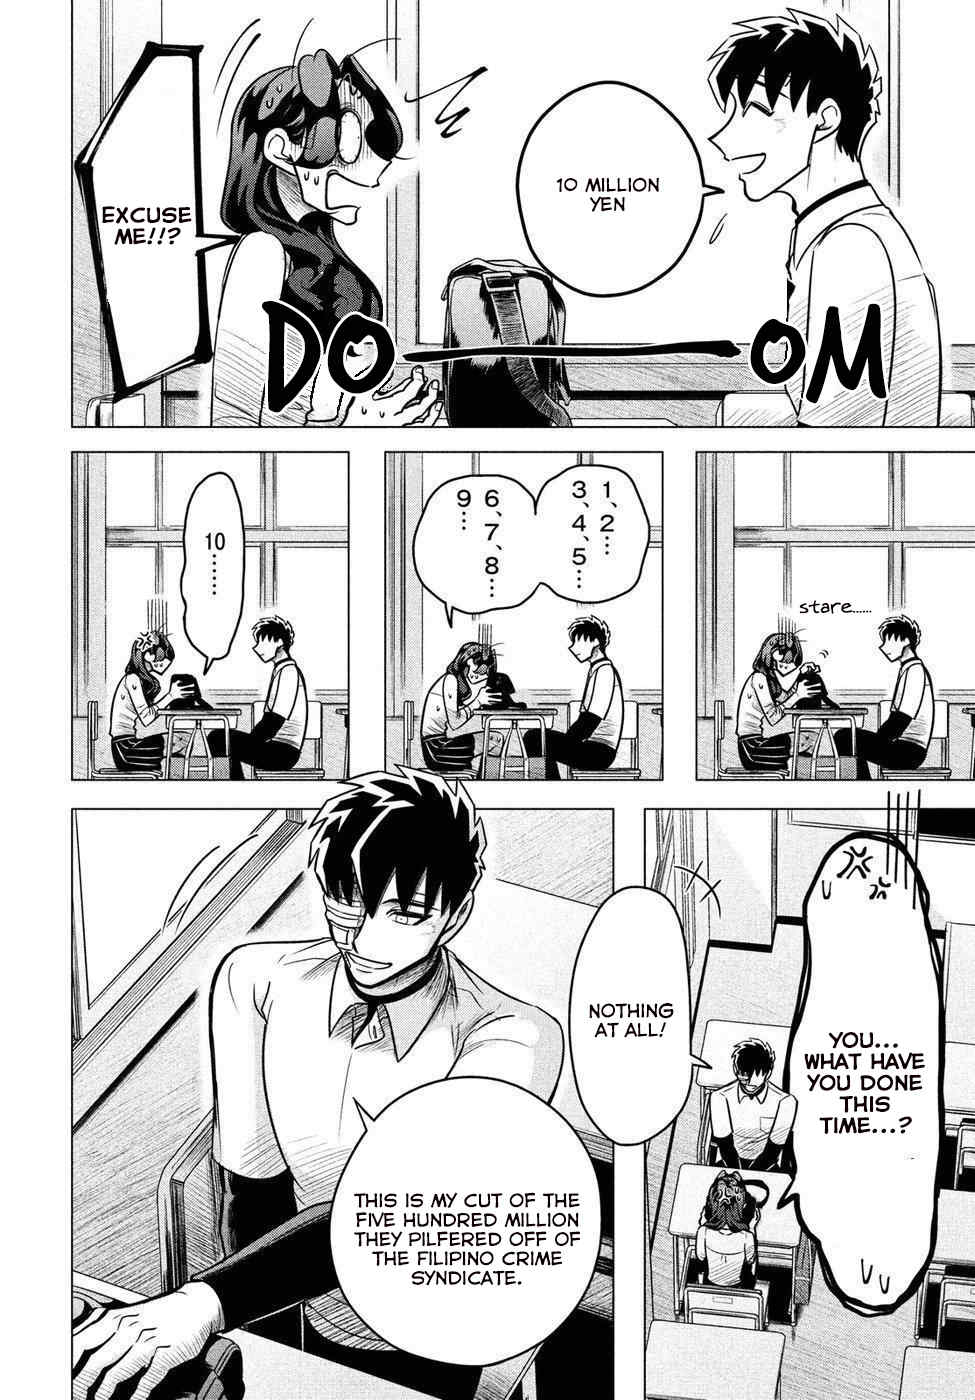 10 MILLION
YEN
EXCUSE
ME!!?
DO—OM
stare......
1、2…
3、4、5…
6、7、8…
9…
10………
YOU...
WHAT HAVE
YOU DONE
THIS
TIME...?
NOTHING
AT ALL!
THIS IS MY CUT OF THE
FIVE HUNDRED MILLION
THEY PILFERED OFF OF
THE FILIPINO CRIME
SYNDICATE.